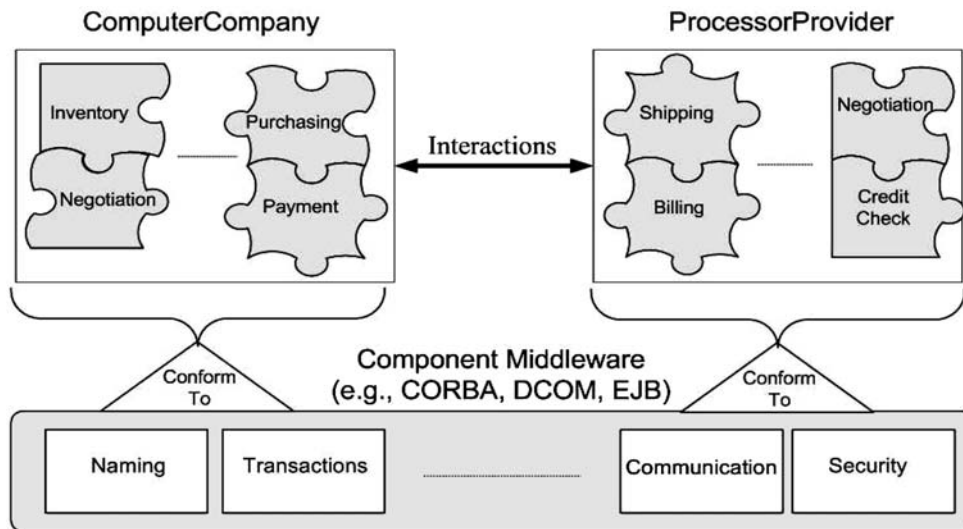 ComputerCompany
ProcessorProvider
Inventory
Purchasing
Negotiation
Payment
Interactions
Shipping
Negotiation
Billing
Credit
Check
Component Middleware
(e.g., CORBA, DCOM, EJB)
Conform
To
Conform
To
Naming
Transactions
Communication
Security